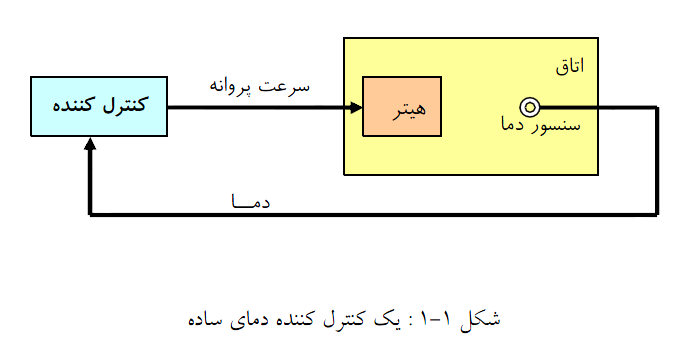 اتاق
سرعت پروانه
کنترل کننده
هیتر
سنسور دما
دمــا
شکل ۱-۱ : یک کنترل کننده دمای ساده